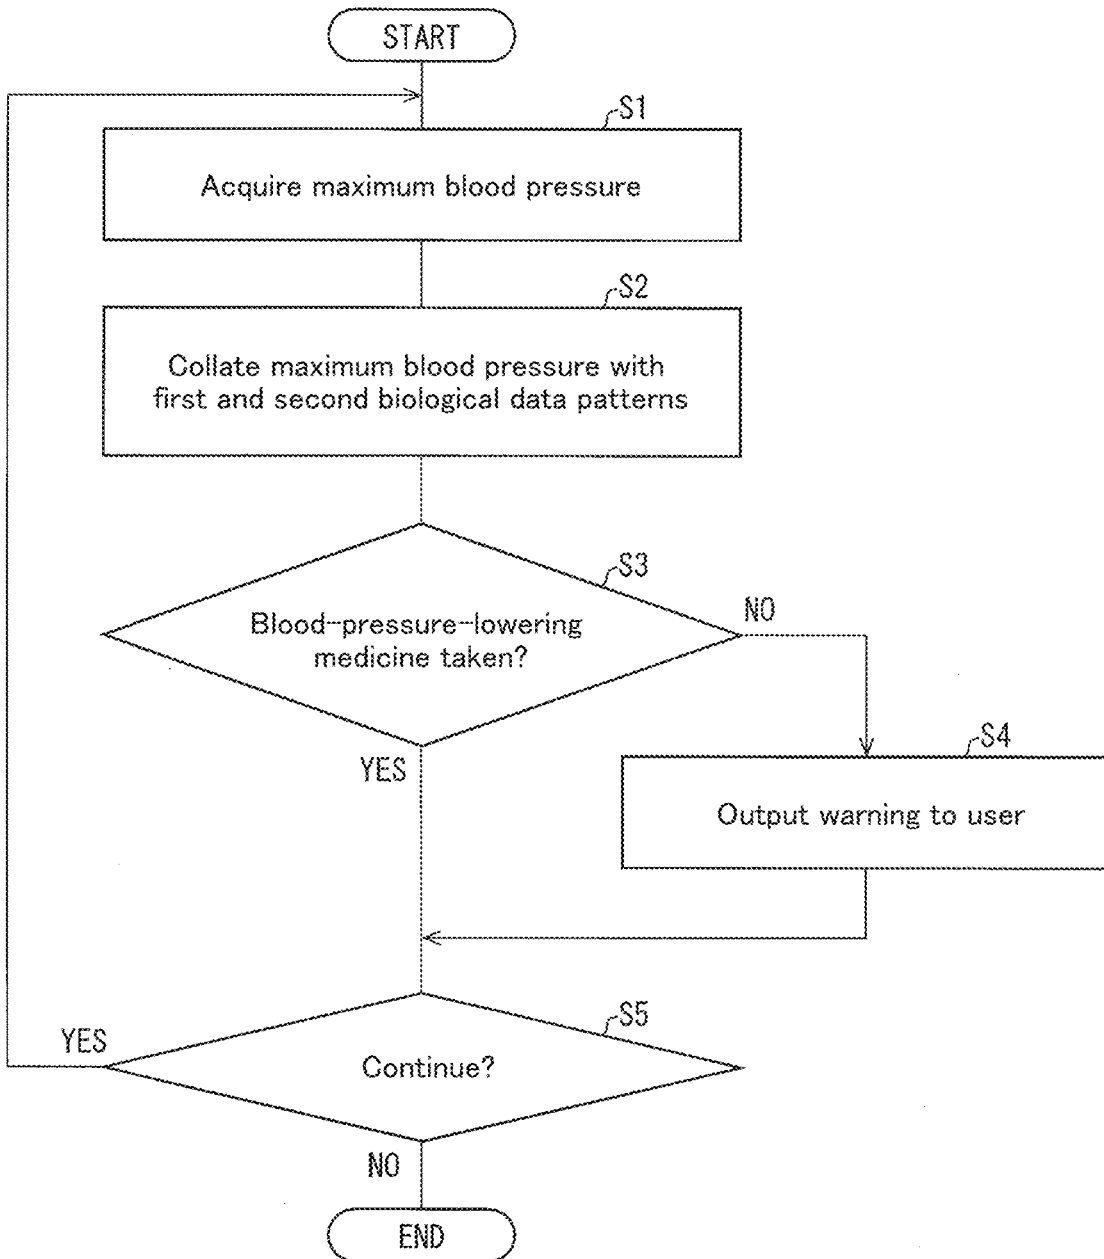 START
S1
Acquire maximum blood pressure
S2
Collate maximum blood pressure with
first and second biological data patterns
S3
Blood-pressure-lowering
medicine taken?
NO
YES
S4
Output warning to user
S5
Continue?
YES
NO
END